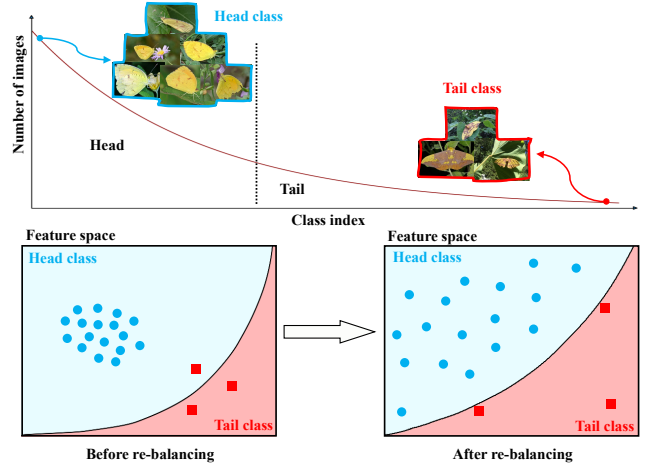 Head class
Number of images
Tail class
Head
Tail
Class index
Feature space
Head class
Tail class
Before re-balancing
Feature space
Head class
Tail class
After re-balancing